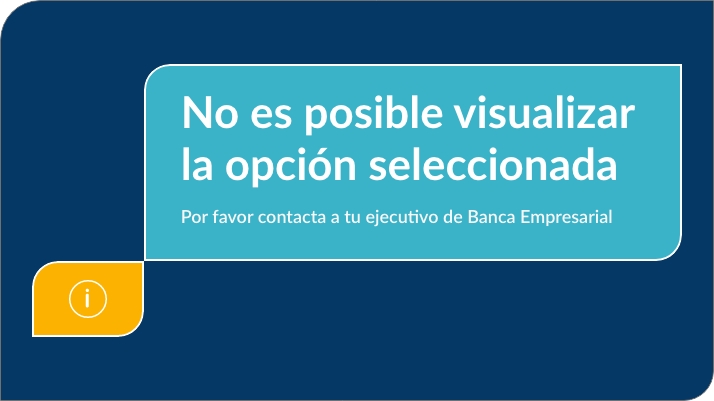 No es posible visualizar
la opción seleccionada
Por favor contacta a tu ejecutivo de Banca Empresarial
i